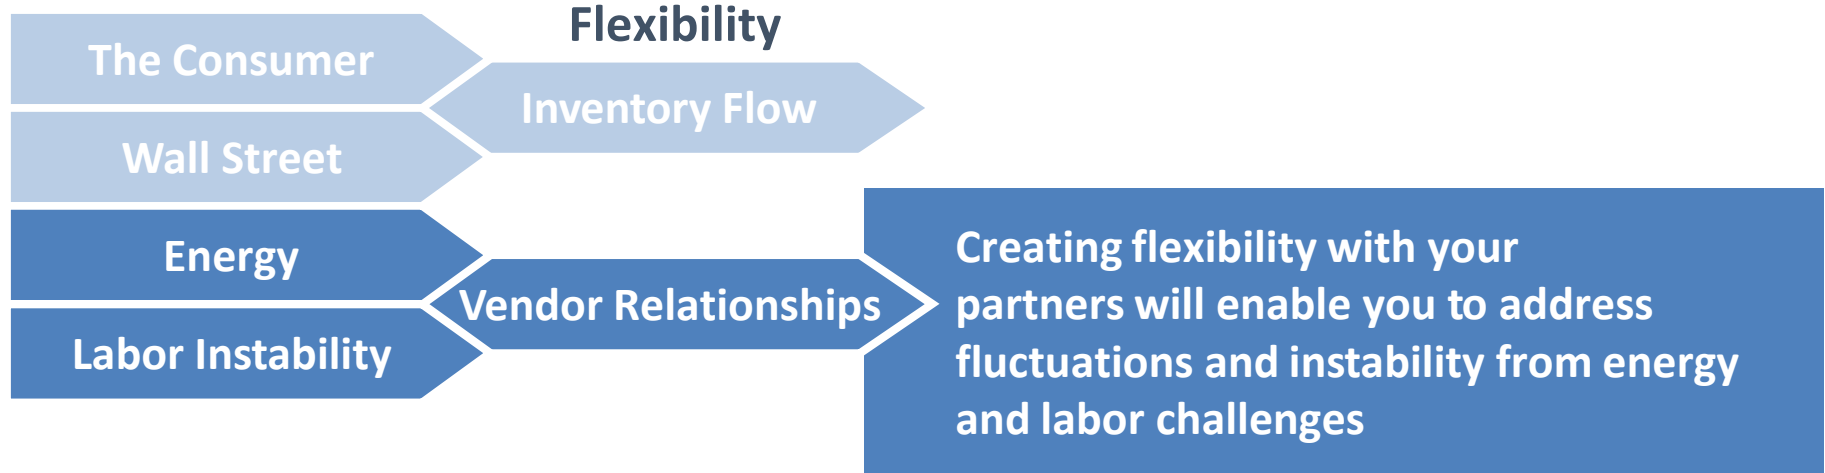 Flexibility
The Consumer
Inventory Flow
Wall Street
Energy
Vendor Relationships
Labor Instability
Creating flexibility with your
partners will enable you to address
fluctuations and instability from energy
and labor challenges